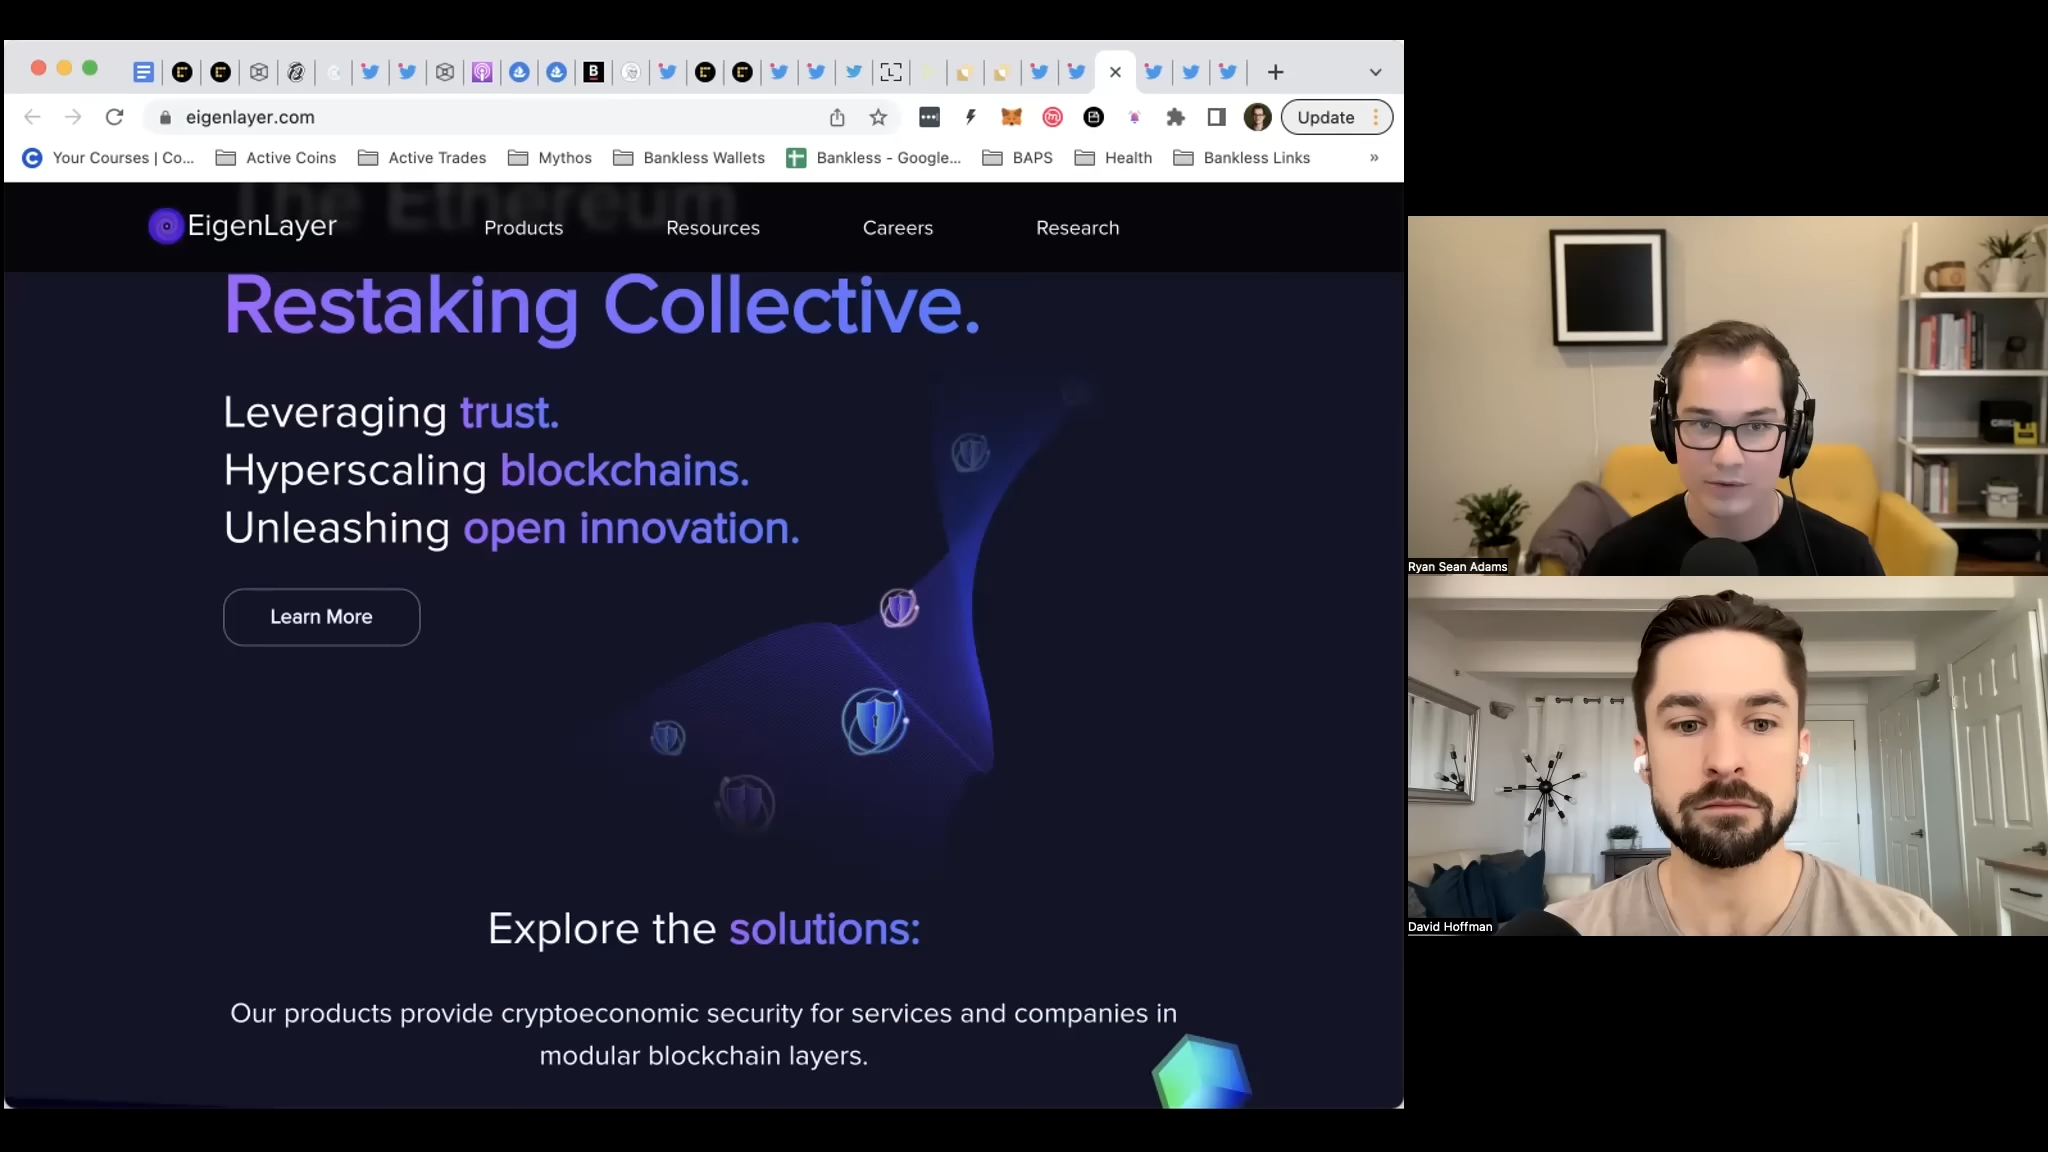 eigenlayer.com
Update
Your Courses | Co...
Active Coins
Active Trades
Mythos
Bankless Wallets
Bankless - Google...
BAPS
Health
Bankless Links
»
The Ethereum
EigenLayer
Products
Resources
Careers
Research
Restaking Collective.
Leveraging trust.
Hyperscaling blockchains.
Unleashing open innovation.
Learn More
Explore the solutions:
Our products provide cryptoeconomic security for services and companies in
modular blockchain layers.
Ryan Sean Adams
David Hoffman